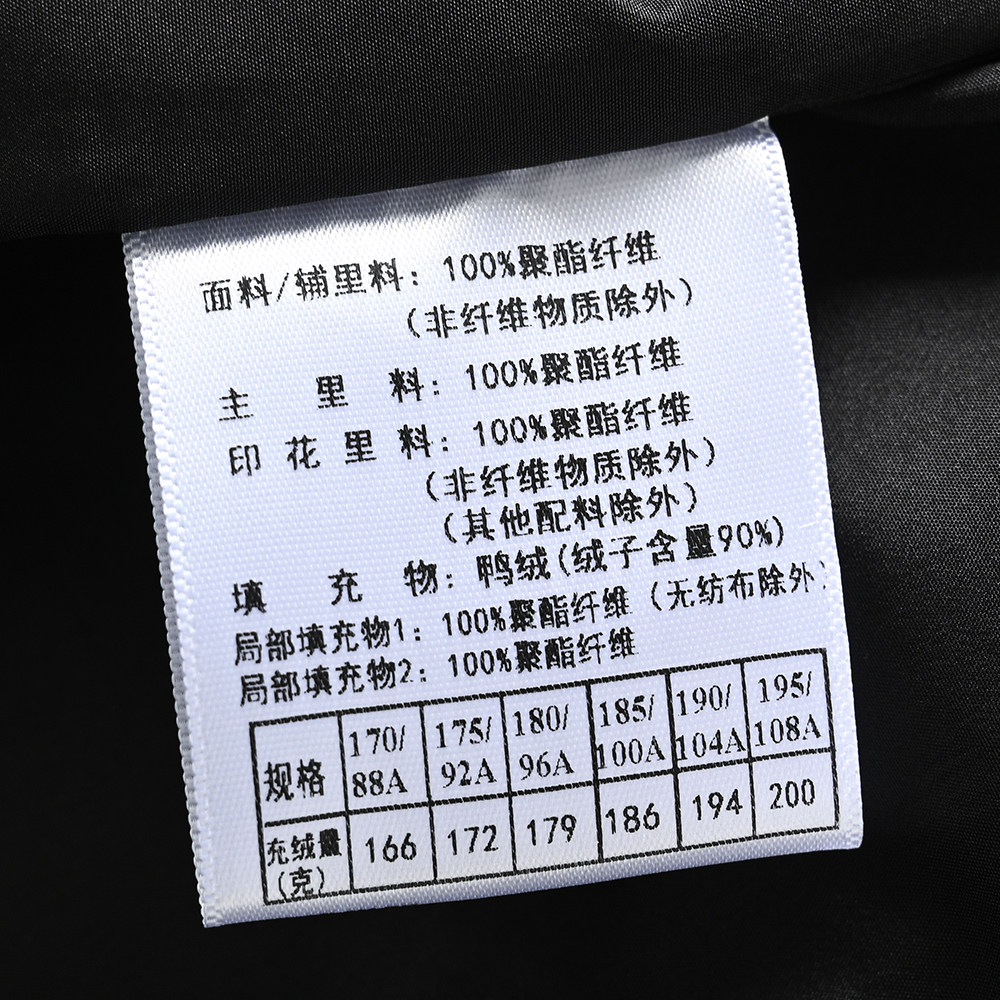 面料/辅里料：100%聚酯纤维
（非纤维物质除外）
主 里 料：100%聚酯纤维
印花里料：100%聚酯纤维
（非纤维物质除外）
（其他配料除外）
填 充 物：鸭绒(绒子含量90%)
局部填充物1：100%聚酯纤维（无纺布除外）
局部填充物2：100%聚酯纤维
规格 170/88A 175/92A 180/96A 185/100A 190/104A 195/108A
充绒量(克) 166 172 179 186 194 200